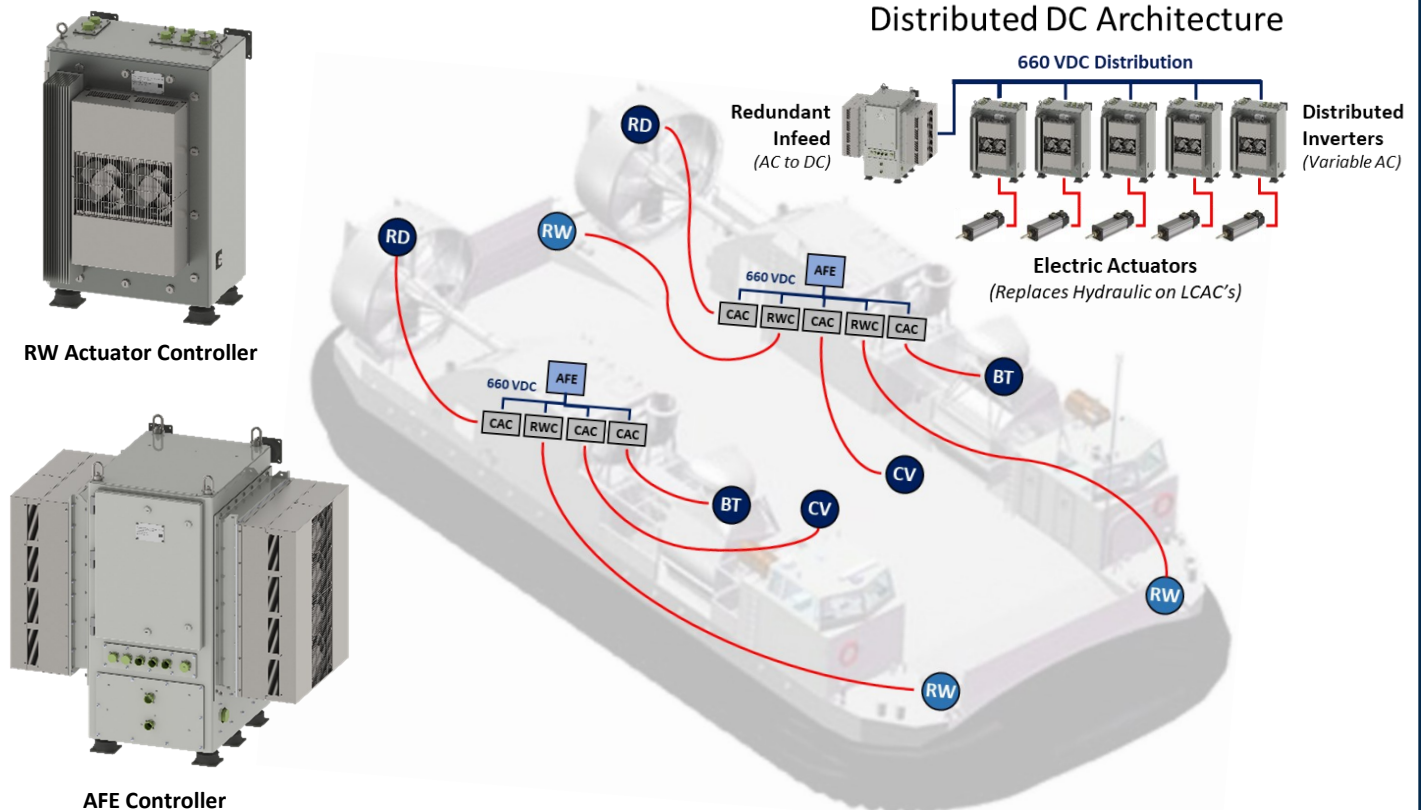 Distributed DC Architecture
660 VDC Distribution
Redundant
Infeed
(AC to DC)
Distributed
Inverters
(Variable AC)
Electric Actuators
(Replaces Hydraulic on LCAC's)
RW Actuator Controller
AFE Controller
RD
RD
RW
AFE
660 VDC
CAC
RWC
CAC
RWC
CAC
BT
CV
RW
AFE
660 VDC
CAC
RWC
CAC
CAC
BT
CV
RW